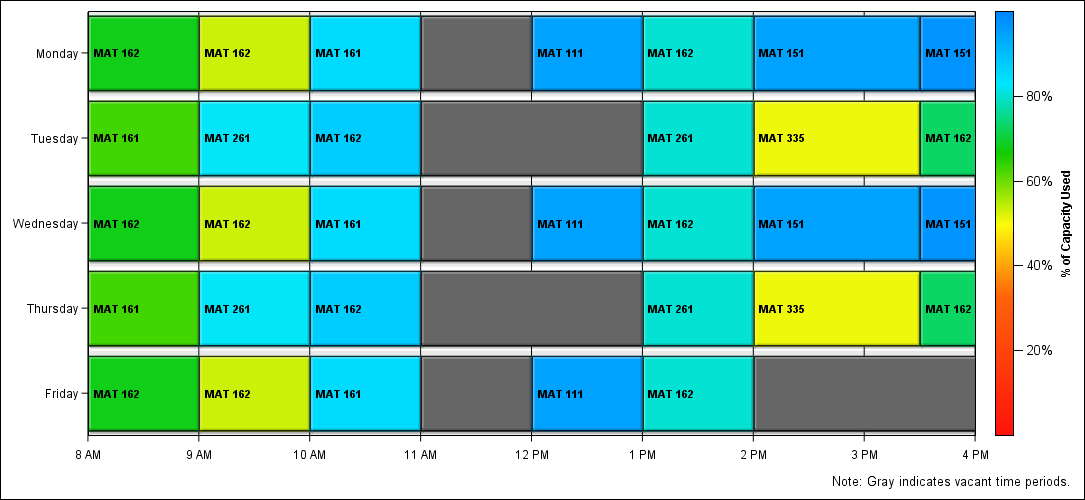 Monday
MAT 162 MAT 162 MAT 161 MAT 111 MAT 162 MAT 151 MAT 151
Tuesday
MAT 161 MAT 261 MAT 162 MAT 261 MAT 335 MAT 162
Wednesday
MAT 162 MAT 162 MAT 161 MAT 111 MAT 162 MAT 151 MAT 151
Thursday
MAT 161 MAT 261 MAT 162 MAT 261 MAT 335 MAT 162
Friday
MAT 162 MAT 162 MAT 161 MAT 111 MAT 162
8 AM 9 AM 10 AM 11 AM 12 PM 1 PM 2 PM 3 PM 4 PM
80%
60%
40%
20%
% of Capacity Used
Note: Gray indicates vacant time periods.